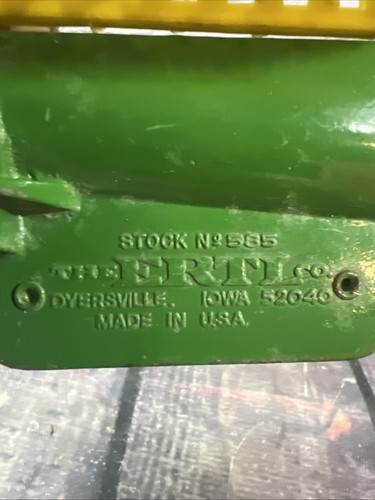 STOCK Nº 585
THE ERTL CO.
DYERSVILLE, IOWA 52040
MADE IN U.S.A.